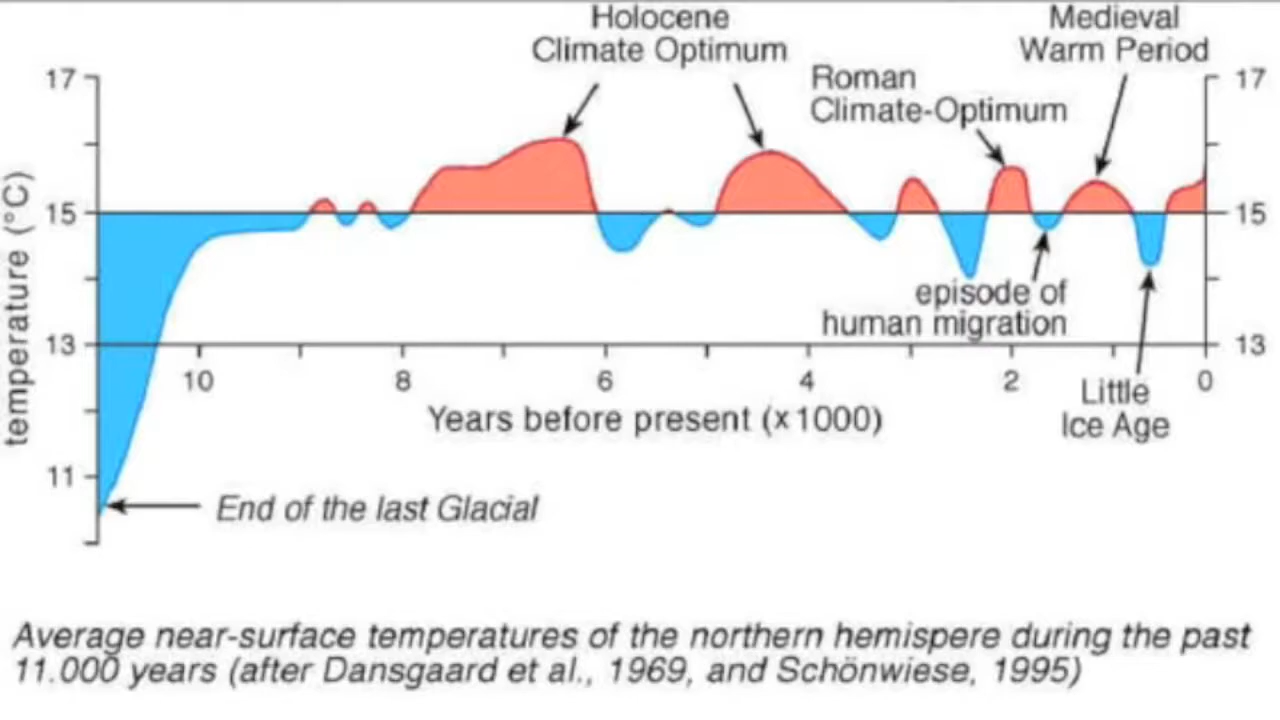 Holocene
Climate Optimum
Medieval
Warm Period
Roman
Climate-Optimum
17
15
13
11
temperature (°C)
17
15
13
episode of
human migration
10
8
6
4
2
0
Years before present (x1000)
Little
Ice Age
End of the last Glacial
Average near-surface temperatures of the northern hemispere during the past
11.000 years (after Dansgaard et al., 1969, and Schönwiese, 1995)